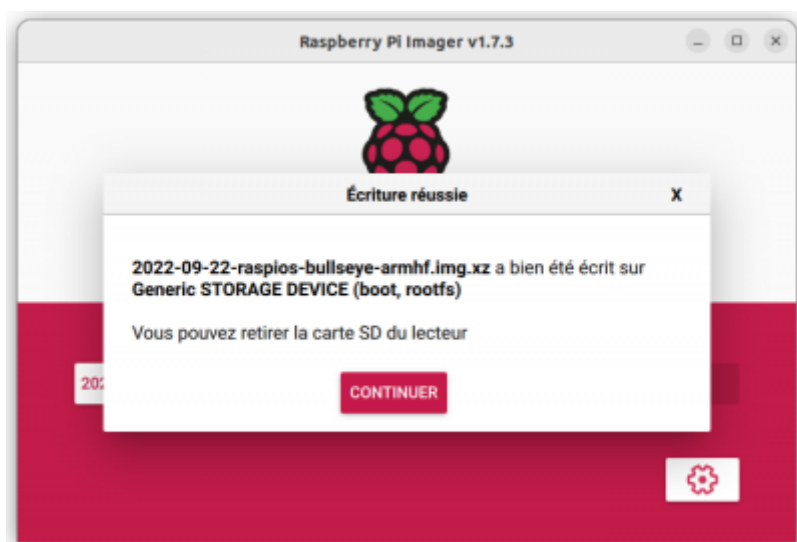 Raspberry Pi Imager v1.7.3
Écriture réussie
X
2022-09-22-raspios-bullseye-armhf.img.xz a bien été écrit sur
Generic STORAGE DEVICE (boot, rootfs)
Vous pouvez retirer la carte SD du lecteur
202
CONTINUER